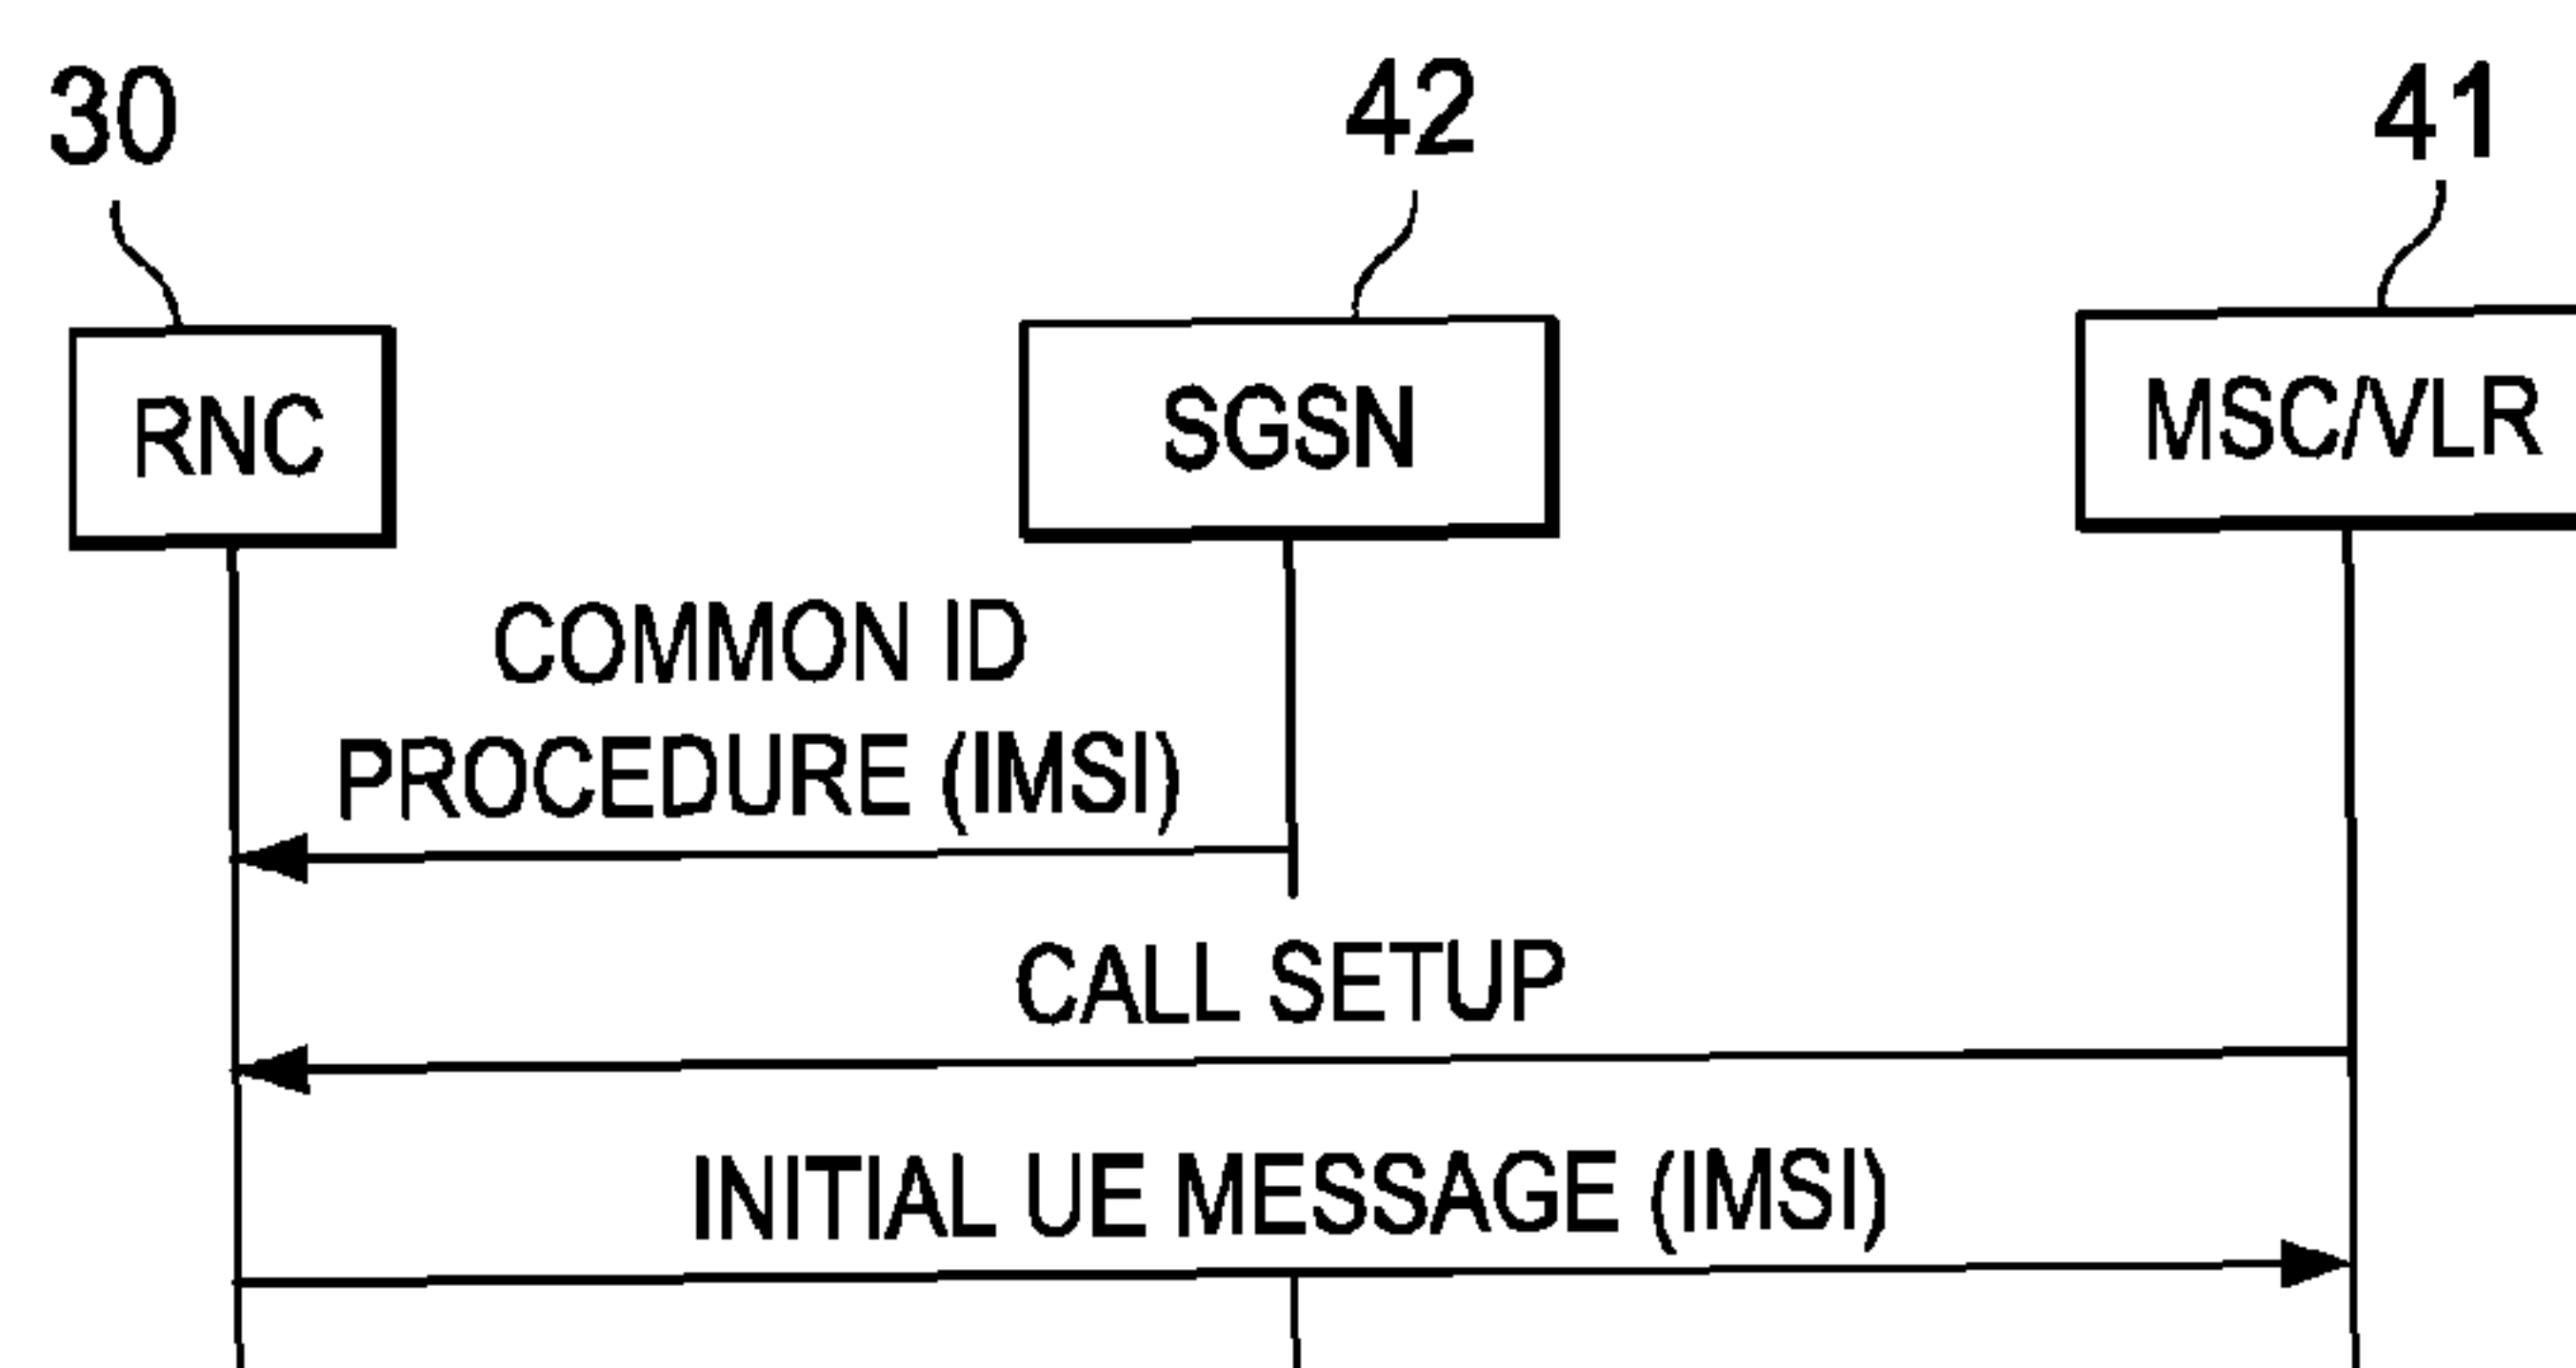 30
42
41
RNC
SGSN
MSC/VLR
COMMON ID
PROCEDURE (IMSI)
CALL SETUP
INITIAL UE MESSAGE (IMSI)